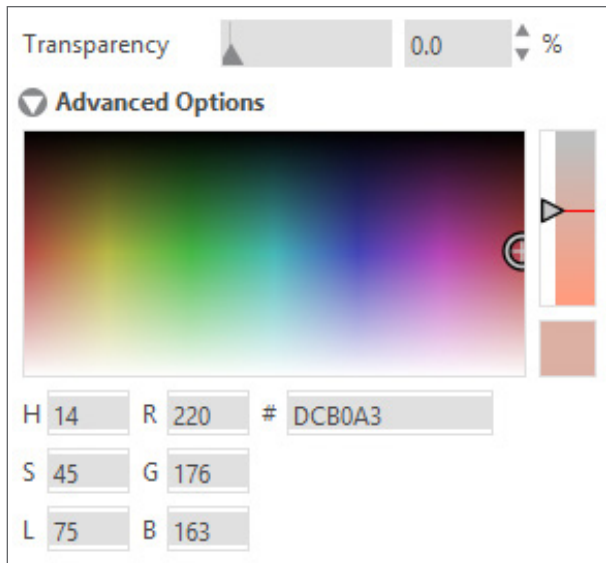 Transparency 0.0 %
Advanced Options
H 14 R 220 # DCB0A3
S 45 G 176
L 75 B 163